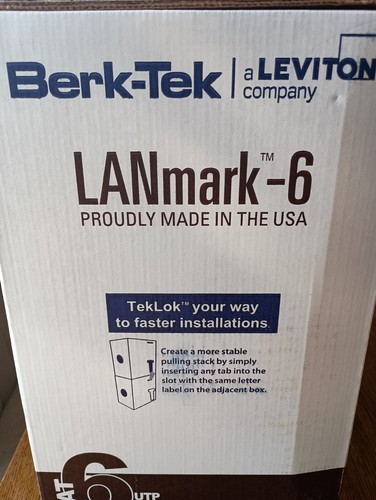 Berk-Tek | a LEVITON
company
LANmark™-6
PROUDLY MADE IN THE USA
TekLok™ your way
to faster installations.
Create a more stable
pulling stack by simply
inserting any tab into the
slot with the same letter
label on the adjacent box.
6
UTP